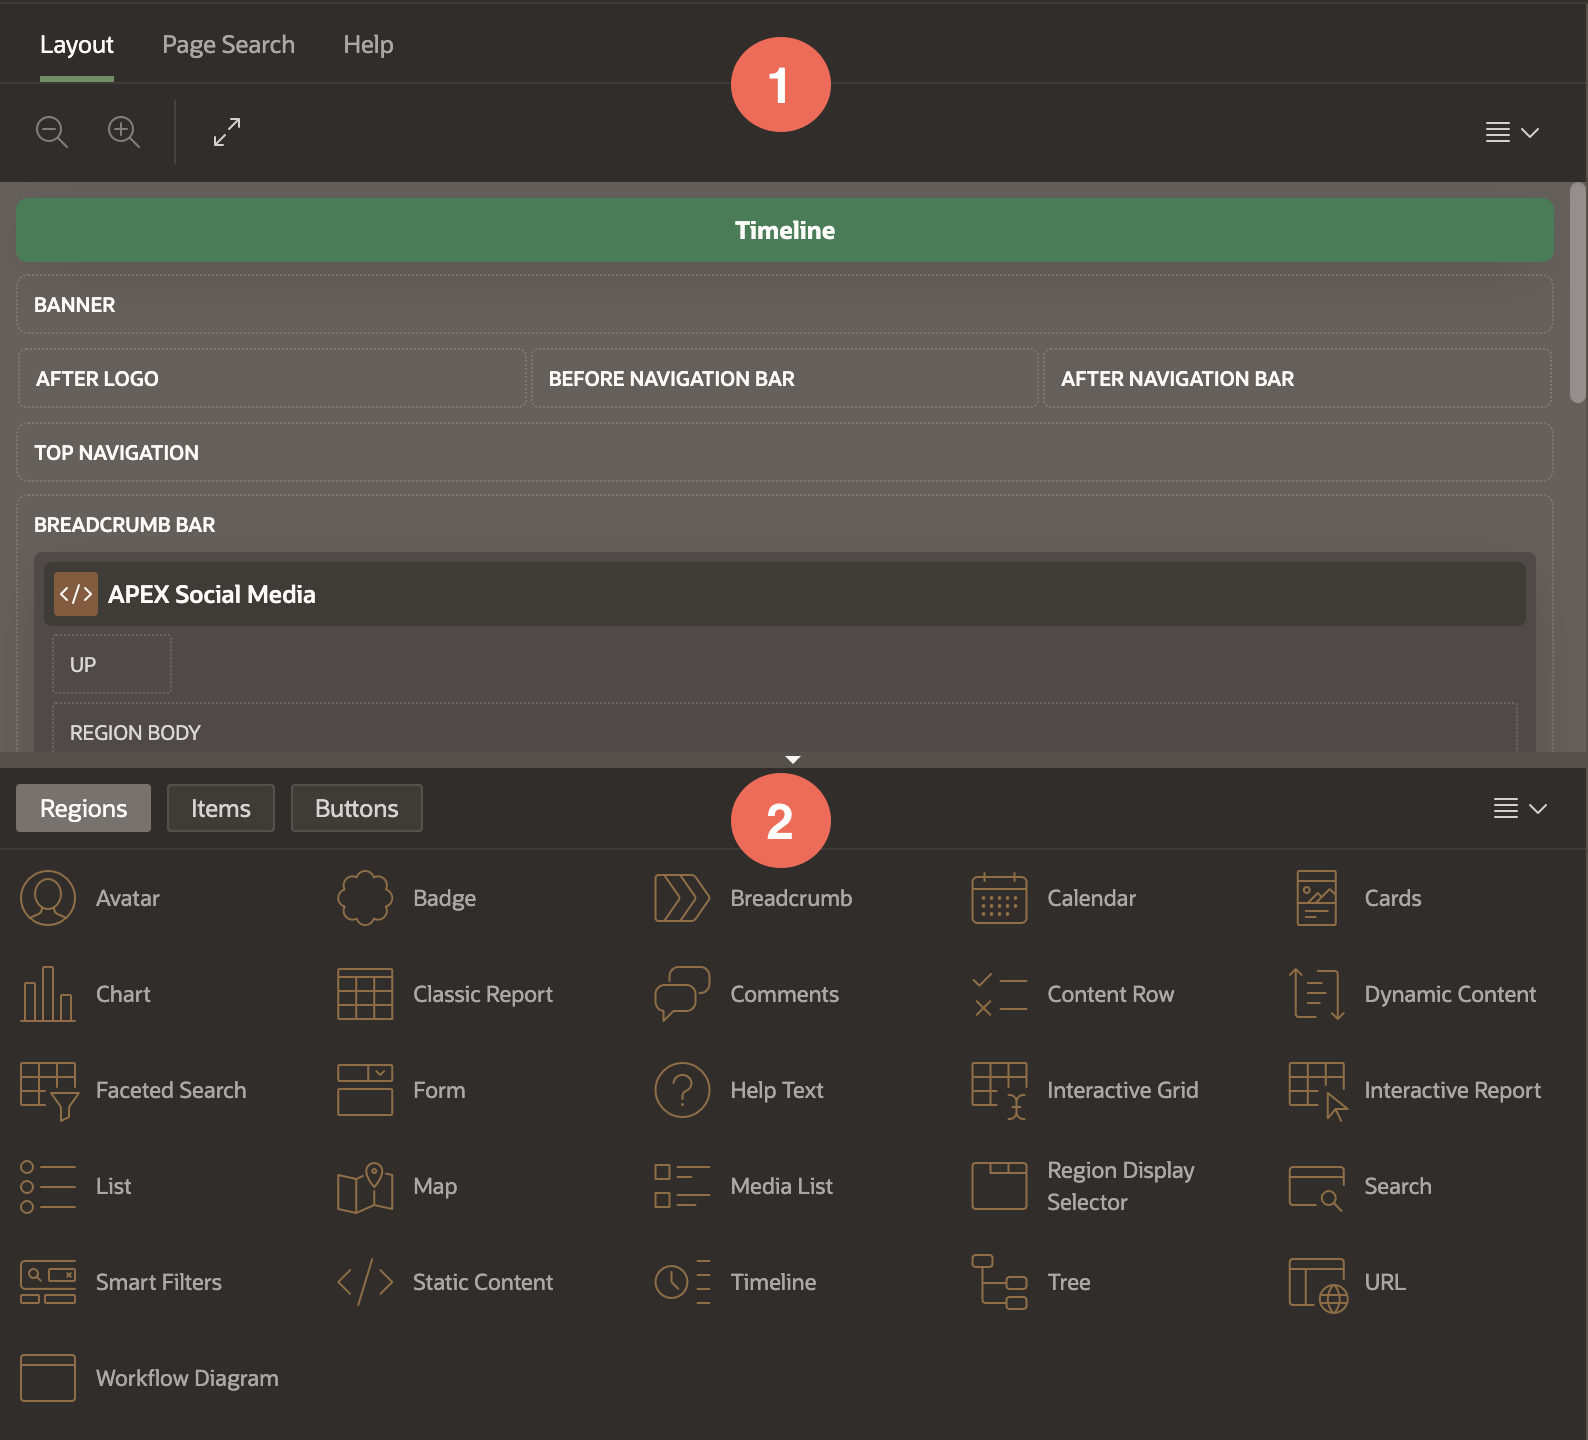 Layout Page Search Help
1
Timeline
BANNER
AFTER LOGO BEFORE NAVIGATION BAR AFTER NAVIGATION BAR
TOP NAVIGATION
BREADCRUMB BAR
</> APEX Social Media
UP
REGION BODY
Regions Items Buttons
2
Avatar Badge Breadcrumb Calendar Cards
Chart Classic Report Comments Content Row Dynamic Content
Faceted Search Form Help Text Interactive Grid Interactive Report
List Map Media List Region Display
Selector Search
Smart Filters Static Content Timeline Tree URL
Workflow Diagram